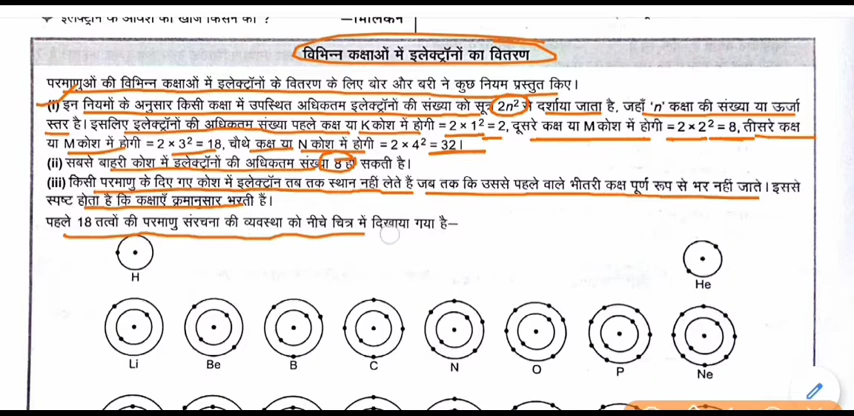 इलेक्ट्रॉन के आवेश की खोज किसने की ? —मिलिकन
विभिन्न कक्षाओं में इलेक्ट्रॉनों का वितरण
परमाणुओं की विभिन्न कक्षाओं में इलेक्ट्रॉनों के वितरण के लिए बोर और बरी ने कुछ नियम प्रस्तुत किए।
(i) इन नियमों के अनुसार किसी कक्षा में उपस्थित अधिकतम इलेक्ट्रॉनों की संख्या को सूत्र 2n² से दर्शाया जाता है, जहाँ 'n' कक्षा की संख्या या ऊर्जा
स्तर है। इसलिए इलेक्ट्रॉनों की अधिकतम संख्या पहले कक्ष या K कोश में होगी = 2 × 1² = 2, दूसरे कक्ष या M कोश में होगी = 2 × 2² = 8, तीसरे कक्ष
या M कोश में होगी = 2 × 3² = 18, चौथे कक्ष या N कोश में होगी = 2 × 4² = 32।
(ii) सबसे बाहरी कोश में इलेक्ट्रॉनों की अधिकतम संख्या 8 हो सकती है।
(iii) किसी परमाणु के दिए गए कोश में इलेक्ट्रॉन तब तक स्थान नहीं लेते हैं जब तक कि उससे पहले वाले भीतरी कक्ष पूर्ण रूप से भर नहीं जाते। इससे
स्पष्ट होता है कि कक्षाएँ क्रमानुसार भरती हैं।
पहले 18 तत्वों की परमाणु संरचना की व्यवस्था को नीचे चित्र में दिखाया गया है—
H He
Li Be B C N O P Ne